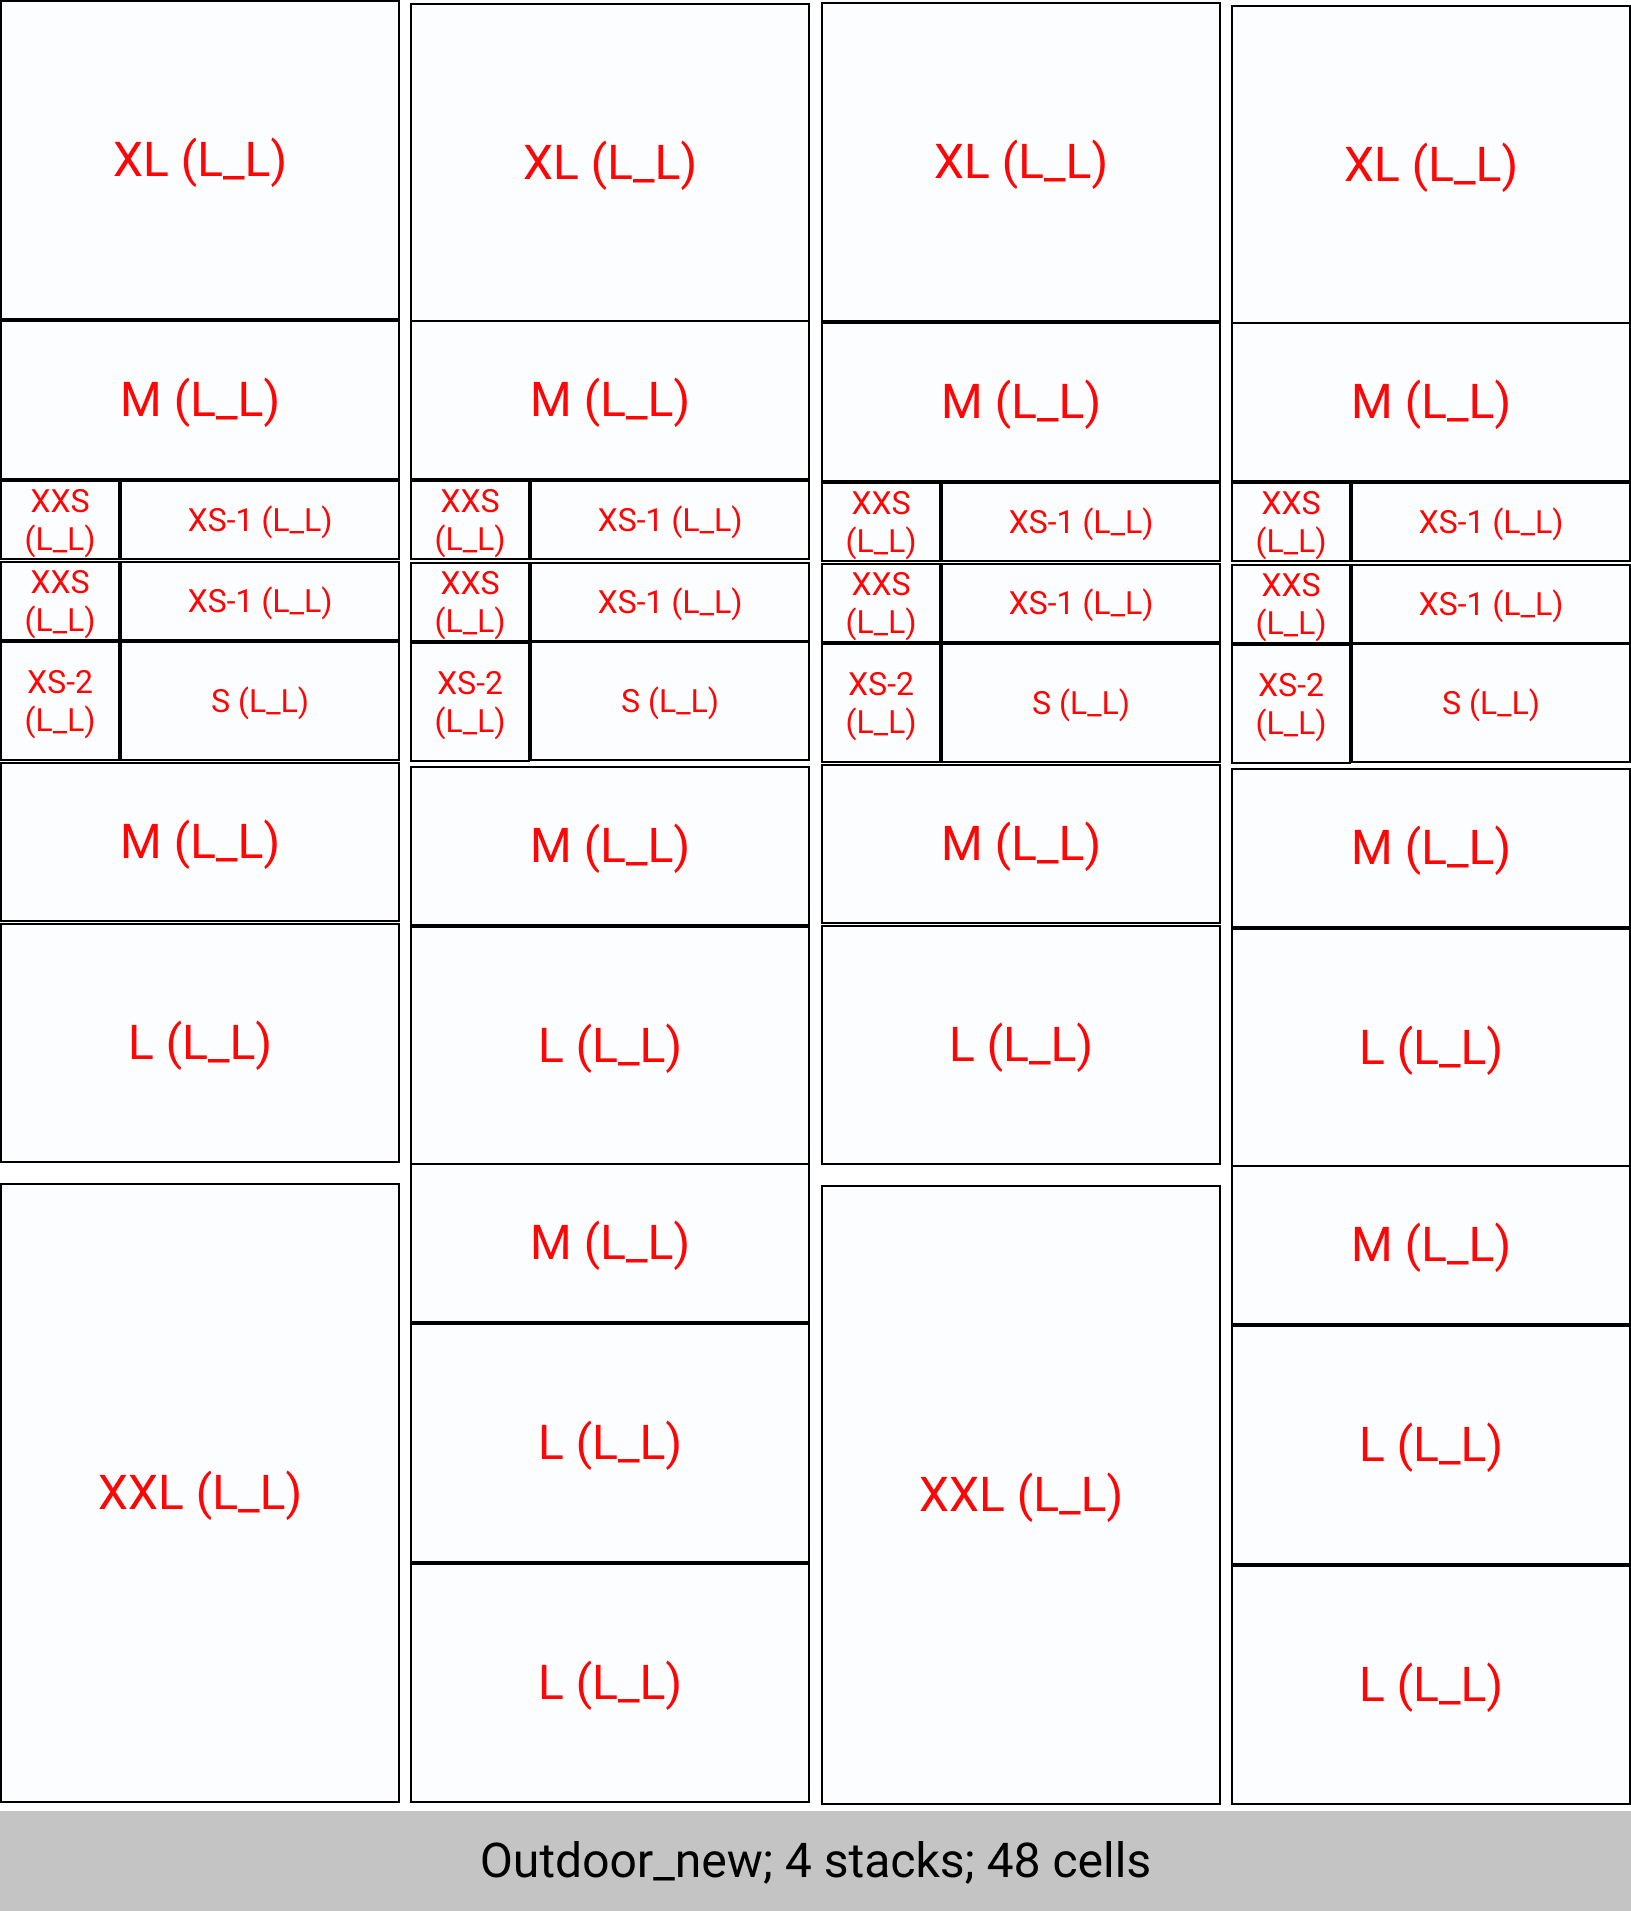 XL (L_L)
XL (L_L)
XL (L_L)
XL (L_L)
M (L_L)
M (L_L)
M (L_L)
M (L_L)
XXS
(L_L)
XS-1 (L_L)
XXS
(L_L)
XS-1 (L_L)
XXS
(L_L)
XS-1 (L_L)
XXS
(L_L)
XS-1 (L_L)
XXS
(L_L)
XS-1 (L_L)
XXS
(L_L)
XS-1 (L_L)
XXS
(L_L)
XS-1 (L_L)
XXS
(L_L)
XS-1 (L_L)
XS-2
(L_L)
S (L_L)
XS-2
(L_L)
S (L_L)
XS-2
(L_L)
S (L_L)
XS-2
(L_L)
S (L_L)
M (L_L)
M (L_L)
M (L_L)
M (L_L)
L (L_L)
L (L_L)
L (L_L)
L (L_L)
XXL (L_L)
M (L_L)
L (L_L)
L (L_L)
XXL (L_L)
M (L_L)
L (L_L)
L (L_L)
Outdoor_new; 4 stacks; 48 cells